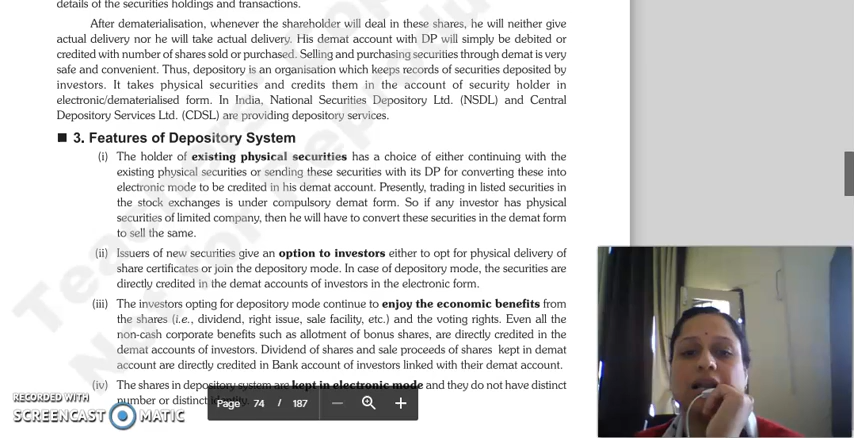 details of the securities holdings and transactions.
After dematerialisation, whenever the shareholder will deal in these shares, he will neither give
actual delivery nor he will take actual delivery. His demat account with DP will simply be debited or
credited with number of shares sold or purchased. Selling and purchasing securities through demat is very
safe and convenient. Thus, depository is an organisation which keeps records of securities deposited by
investors. It takes physical securities and credits them in the account of security holder in
electronic/dematerialised form. In India, National Securities Depository Ltd. (NSDL) and Central
Depository Services Ltd. (CDSL) are providing depository services.
■ 3. Features of Depository System
(i) The holder of existing physical securities has a choice of either continuing with the
existing physical securities or sending these securities with its DP for converting these into
electronic mode to be credited in his demat account. Presently, trading in listed securities in
the stock exchanges is under compulsory demat form. So if any investor has physical
securities of limited company, then he will have to convert these securities in the demat form
to sell the same.
(ii) Issuers of new securities give an option to investors either to opt for physical delivery of
share certificates or join the depository mode. In case of depository mode, the securities are
directly credited in the demat accounts of investors in the electronic form.
(iii) The investors opting for depository mode continue to enjoy the economic benefits from
the shares (i.e., dividend, right issue, sale facility, etc.) and the voting rights. Even all the
non-cash corporate benefits such as allotment of bonus shares, are directly credited in the
demat accounts of investors. Dividend of shares and sale proceeds of shares kept in demat
account are directly credited in Bank account of investors linked with their demat account.
(iv) The shares in depository system are kept in electronic mode and they do not have distinct
number or distinct
Page 74 / 187
RECORDED WITH
SCREENCAST MATIC